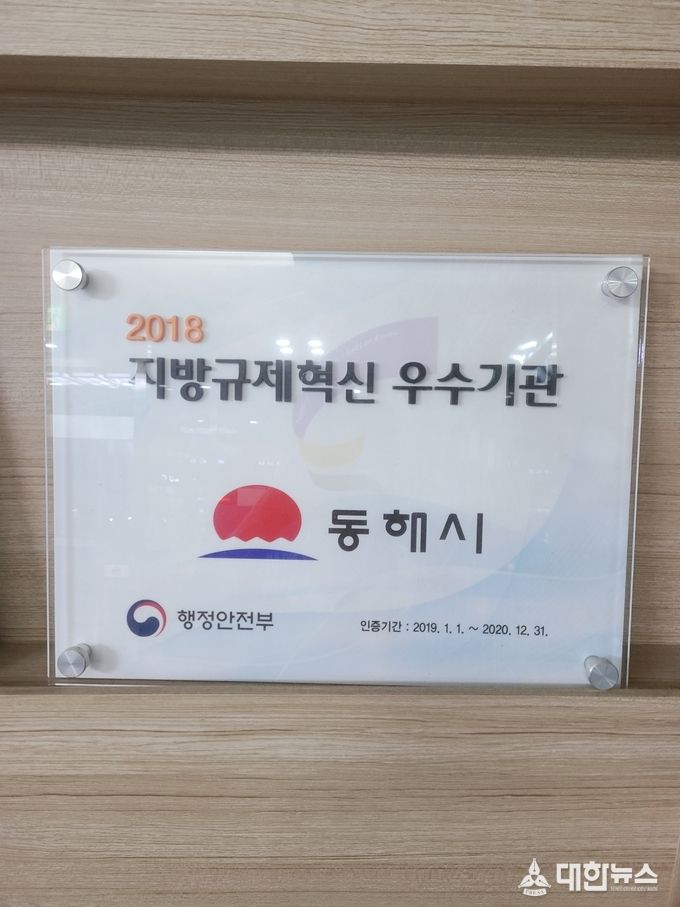 2018
지방규제혁신 우수기관
동해시
행정안전부
인증기간 : 2019. 1. 1. ~ 2020. 12. 31.
대한뉴스
PRESS